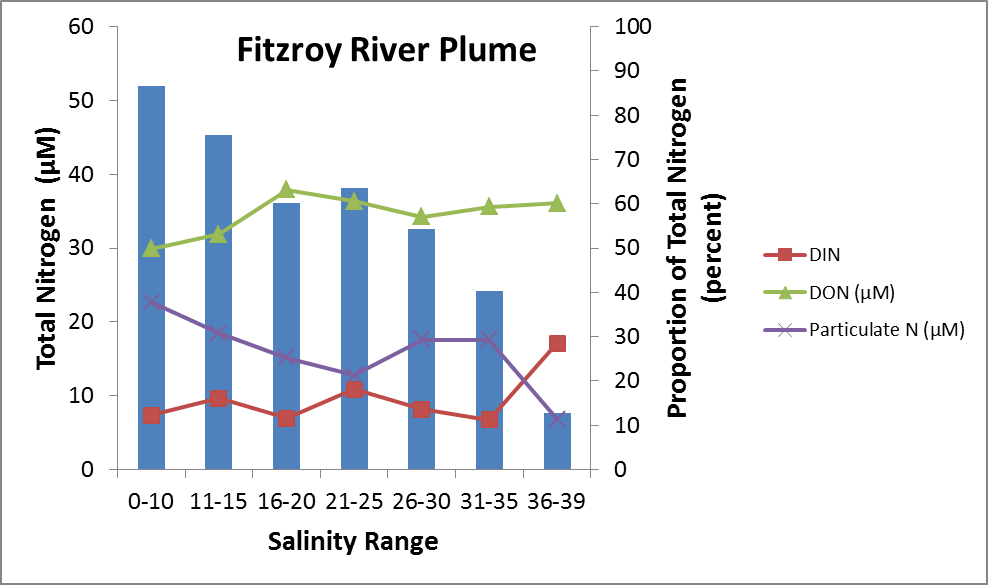 Fitzroy River Plume
Total Nitrogen (µM)
60
50
40
30
20
10
0
100
90
80
70
60
50
40
30
20
10
0
Proportion of Total Nitrogen
(percent)
0-10 11-15 16-20 21-25 26-30 31-35 36-39
Salinity Range
DIN
DON (µM)
Particulate N (µM)